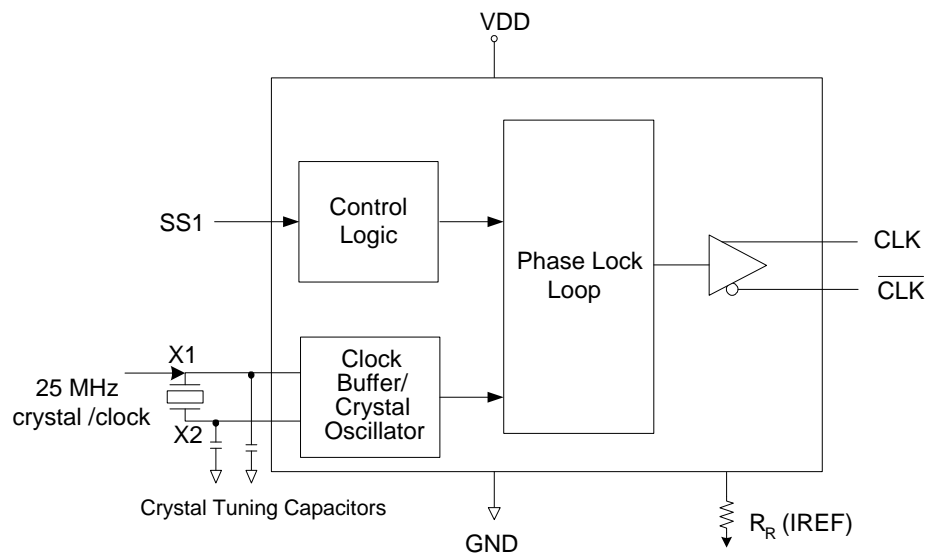 VDD
SS1
Control
Logic
Phase Lock
Loop
CLK
CLK
X1
25 MHz
crystal /clock
X2
Clock
Buffer/
Crystal
Oscillator
Crystal Tuning Capacitors
GND
RR (IREF)